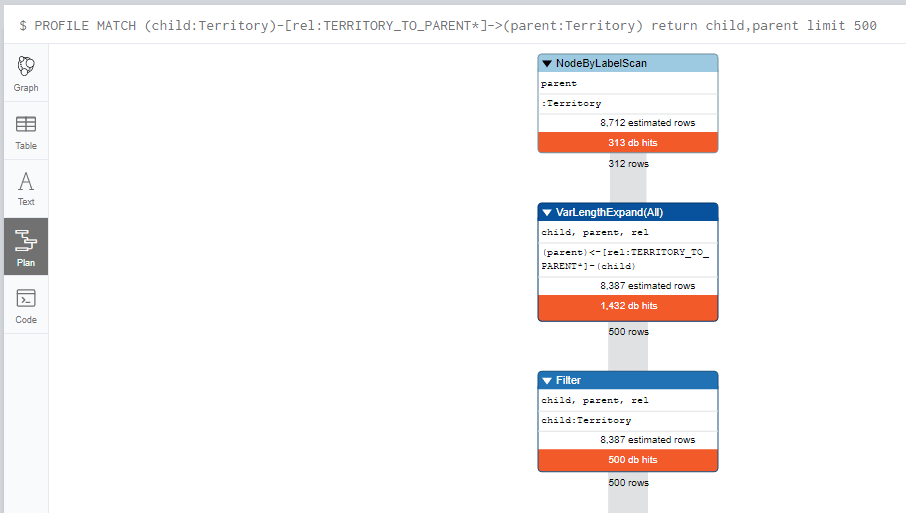 $ PROFILE MATCH (child:Territory)-[rel:TERRITORY_TO_PARENT*]->(parent:Territory) return child,parent limit 500
Graph
Table
A
Text
Plan
Code
NodeByLabelScan
parent
:Territory
8,712 estimated rows
313 db hits
312 rows
VarLengthExpand(All)
child, parent, rel
(parent)<-[rel:TERRITORY_TO_
PARENT*]-(child)
8,387 estimated rows
1,432 db hits
500 rows
Filter
child, parent, rel
child:Territory
8,387 estimated rows
500 db hits
500 rows